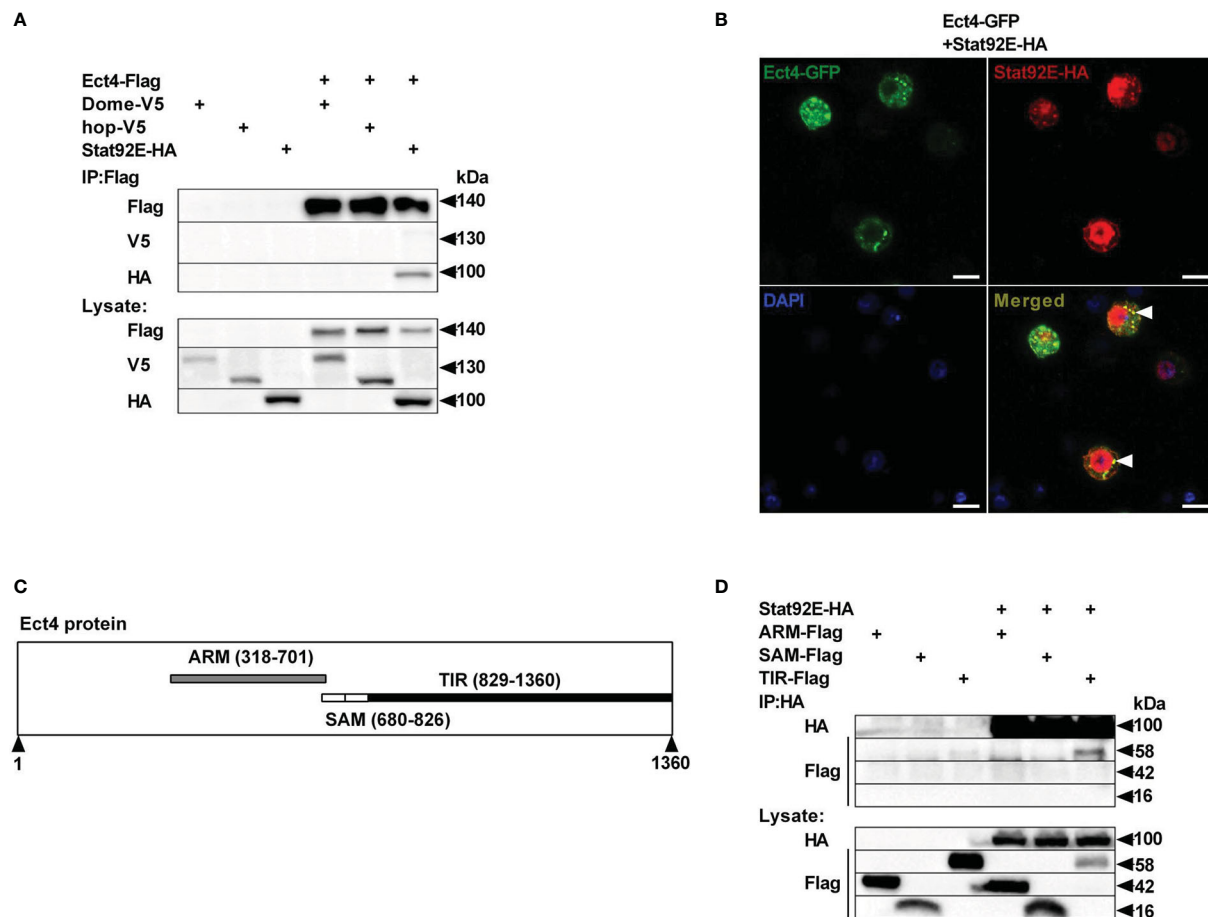 A
Ect4-Flag + + +
Dome-V5 + +
hop-V5 + +
Stat92E-HA + +
IP:Flag kDa
Flag 140
V5 130
HA 100
Lysate:
Flag 140
V5 130
HA 100
B
Ect4-GFP
+Stat92E-HA
Ect4-GFP
Stat92E-HA
DAPI
Merged
C
Ect4 protein
ARM (318-701)
TIR (829-1360)
SAM (680-826)
1 1360
D
Stat92E-HA + + +
ARM-Flag + +
SAM-Flag + +
TIR-Flag + +
IP:HA kDa
HA 100
58
Flag 42
16
Lysate:
HA 100
58
Flag 42
16